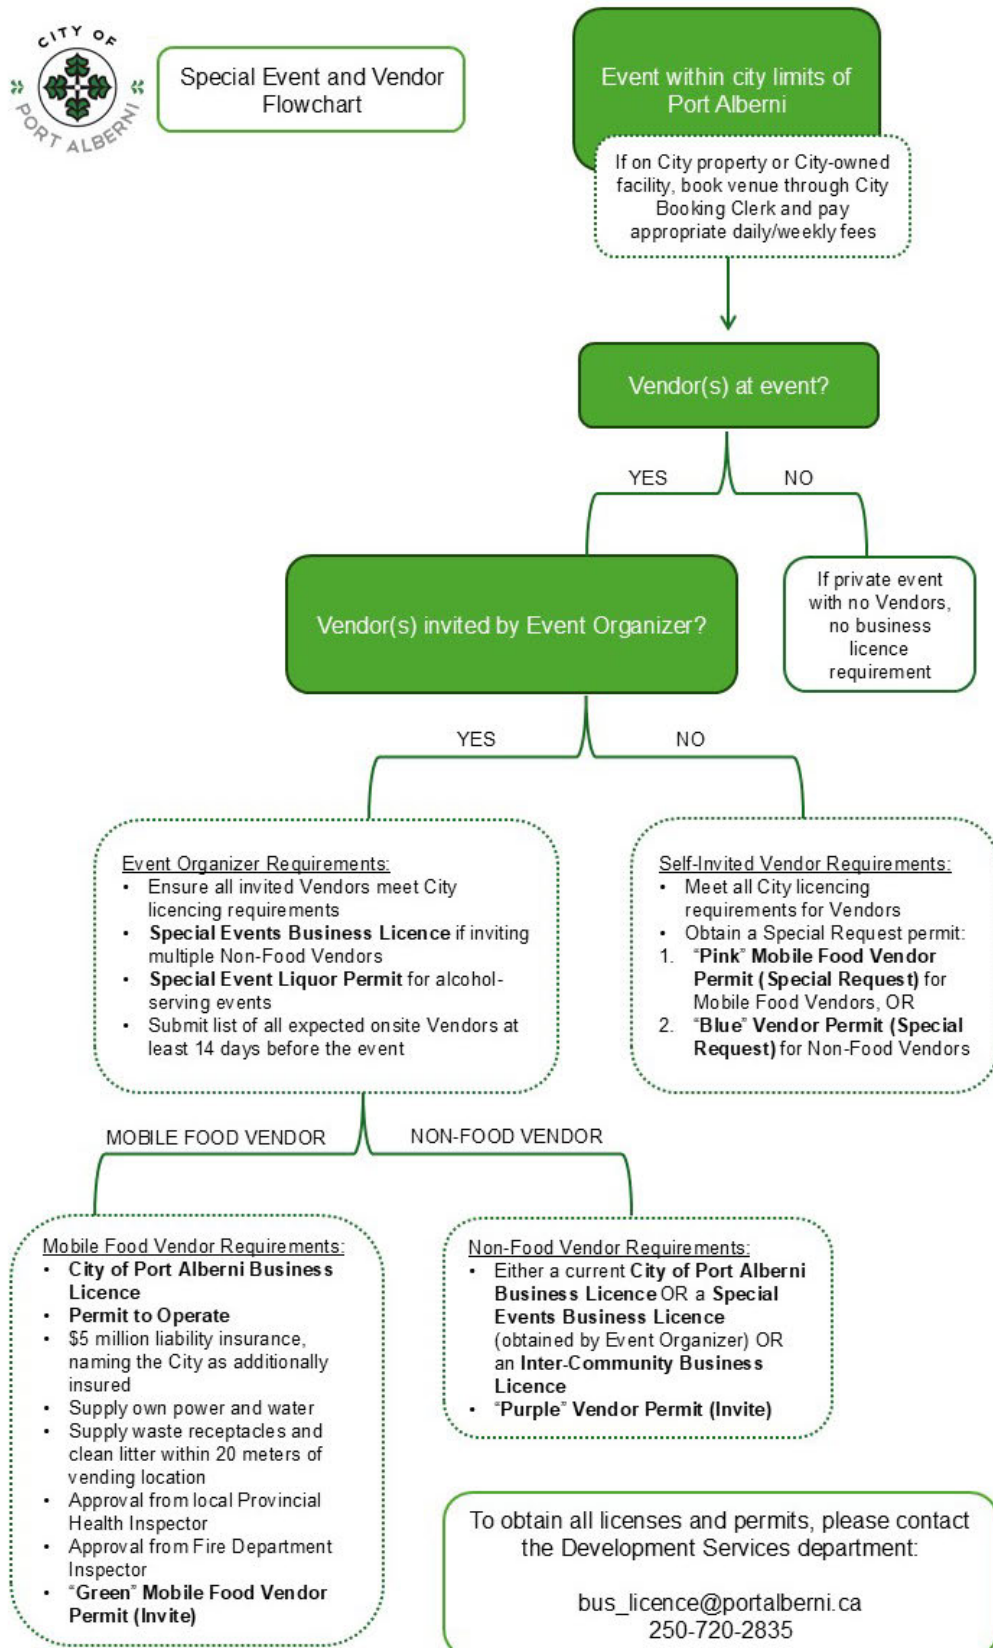 CITY OF
PORT ALBERNI
Special Event and Vendor
Flowchart
Event within city limits of
Port Alberni
If on City property or City-owned
facility, book venue through City
Booking Clerk and pay
appropriate daily/weekly fees
Vendor(s) at event?
YES
NO
Vendor(s) invited by Event Organizer?
If private event
with no Vendors,
no business
licence
requirement
YES
NO
Event Organizer Requirements:
• Ensure all invited Vendors meet City
licencing requirements
• Special Events Business Licence if inviting
multiple Non-Food Vendors
• Special Event Liquor Permit for alcohol-
serving events
• Submit list of all expected onsite Vendors at
least 14 days before the event
Self-Invited Vendor Requirements:
• Meet all City licencing
requirements for Vendors
• Obtain a Special Request permit:
1. "Pink" Mobile Food Vendor
Permit (Special Request) for
Mobile Food Vendors, OR
2. "Blue" Vendor Permit (Special
Request) for Non-Food Vendors
MOBILE FOOD VENDOR
NON-FOOD VENDOR
Mobile Food Vendor Requirements:
• City of Port Alberni Business
Licence
• Permit to Operate
• $5 million liability insurance,
naming the City as additionally
insured
• Supply own power and water
• Supply waste receptacles and
clean litter within 20 meters of
vending location
• Approval from local Provincial
Health Inspector
• Approval from Fire Department
Inspector
• "Green" Mobile Food Vendor
Permit (Invite)
Non-Food Vendor Requirements:
• Either a current City of Port Alberni
Business Licence OR a Special
Events Business Licence
(obtained by Event Organizer) OR
an Inter-Community Business
Licence
• "Purple" Vendor Permit (Invite)
To obtain all licenses and permits, please contact
the Development Services department:
bus_licence@portalberni.ca
250-720-2835